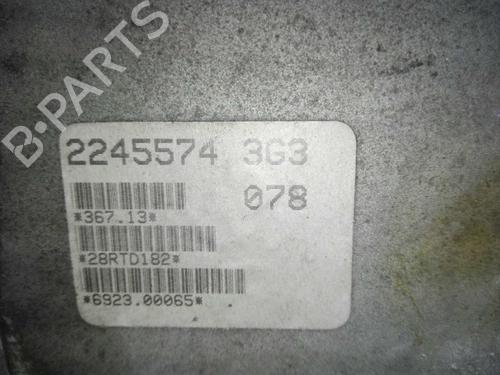 B-PARTS
2245574 3G3
078
*367.13*
*28RTD182*
*6923.00065*